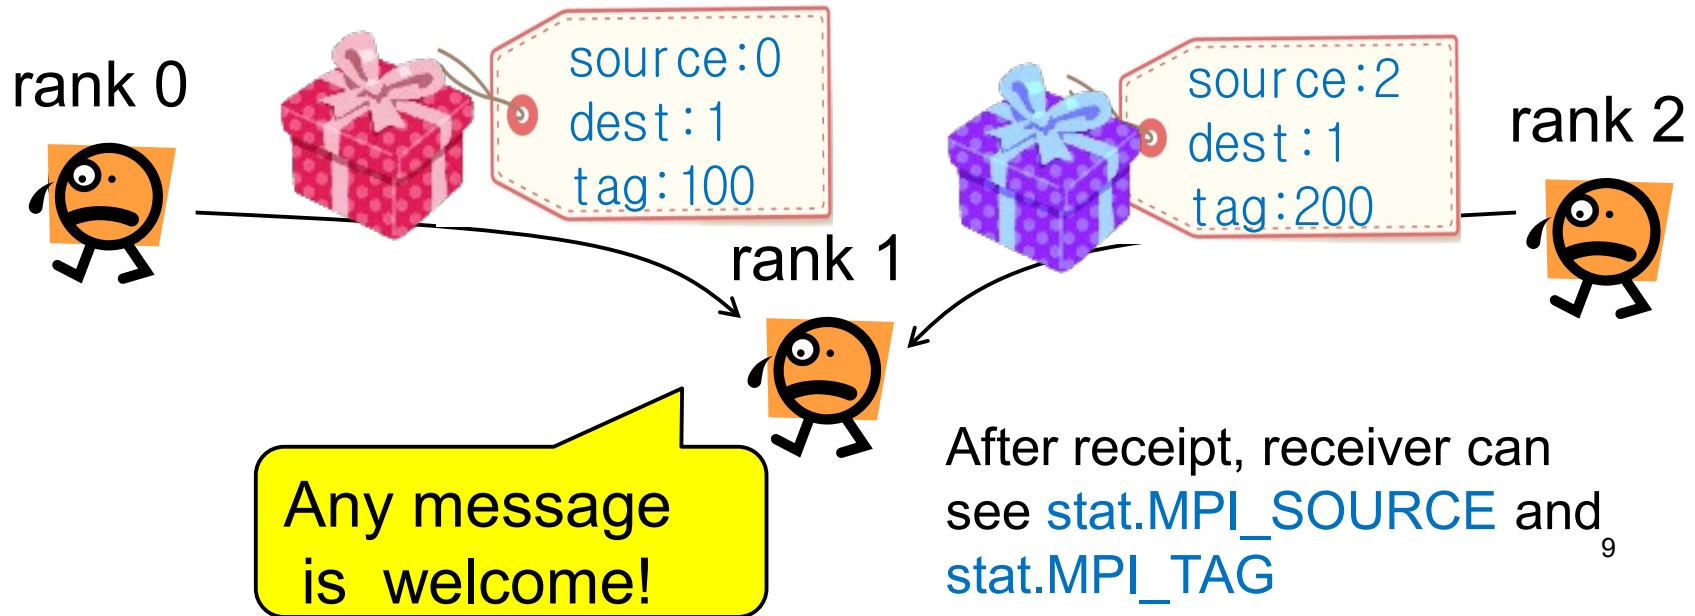 rank 0
source:0
dest:1
tag:100
source:2
dest:1
tag:200
rank 2
rank 1
Any message
is welcome!
After receipt, receiver can
see stat.MPI_SOURCE and
stat.MPI_TAG
9